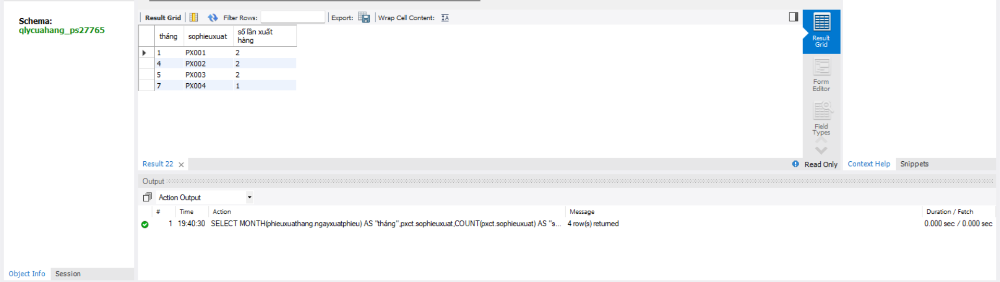 Schema:
qlycuahang_ps27765
Result Grid
Filter Rows:
Export:
Wrap Cell Content:
tháng sophieuxuat số lần xuất hàng
1 PX001 2
4 PX002 2
5 PX003 2
7 PX004 1
Result Grid
Form Editor
Field Types
Result 22
Read Only
Context Help
Snippets
Output
Action Output
# Time Action Message Duration / Fetch
1 19:40:30 SELECT MONTH(phieuxuathang.ngayxuatphieu) AS "tháng",pxct.sophieuxuat,COUNT(pxct.sophieuxuat) AS "s... 4 row(s) returned 0.000 sec / 0.000 sec
Object Info
Session